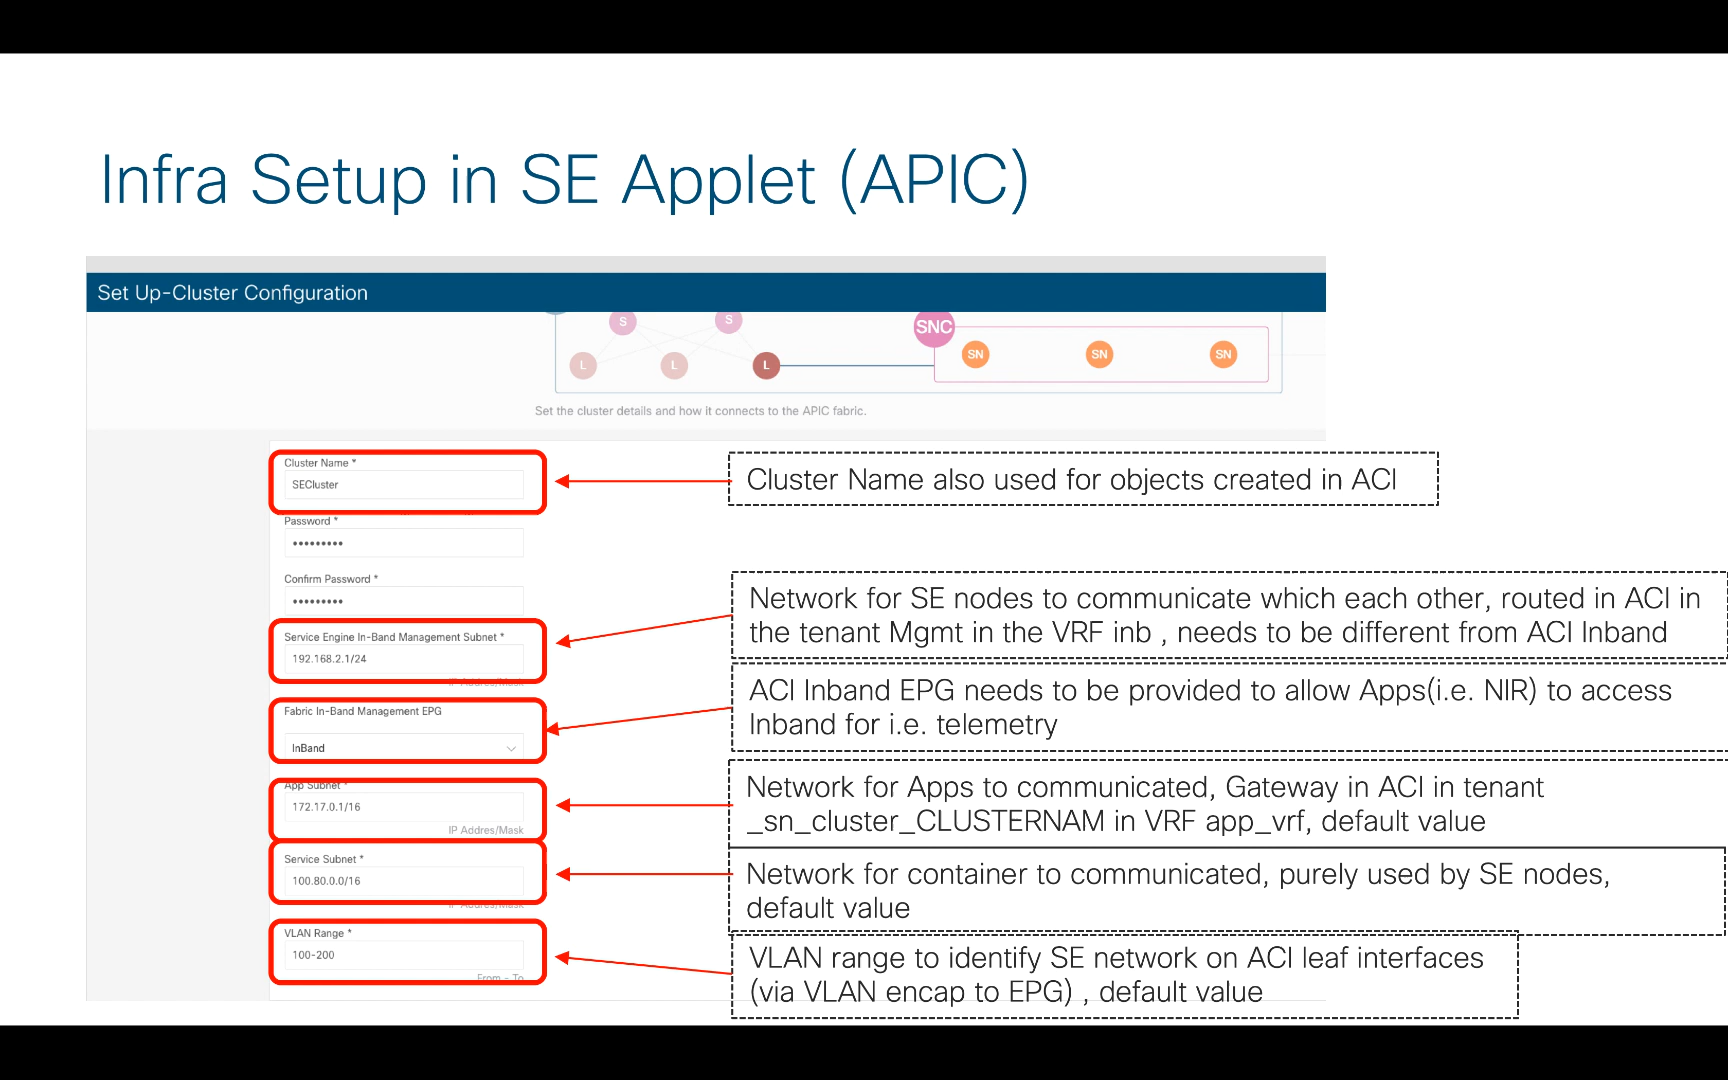 Infra Setup in SE Applet (APIC)
Set Up-Cluster Configuration
S
S
SNC
SN
SN
SN
L
L
L
Set the cluster details and how it connects to the APIC fabric.
Cluster Name *
SECluster
Cluster Name also used for objects created in ACI
Password *
•••••••••
Confirm Password *
•••••••••
Service Engine In-Band Management Subnet *
192.168.2.1/24
IP Addres/Mask
Network for SE nodes to communicate which each other, routed in ACI in
the tenant Mgmt in the VRF inb , needs to be different from ACI Inband
Fabric In-Band Management EPG
InBand
ACI Inband EPG needs to be provided to allow Apps(i.e. NIR) to access
Inband for i.e. telemetry
App Subnet *
172.17.0.1/16
IP Addres/Mask
Network for Apps to communicated, Gateway in ACI in tenant
_sn_cluster_CLUSTERNAM in VRF app_vrf, default value
Service Subnet *
100.80.0.0/16
IP Addres/Mask
Network for container to communicated, purely used by SE nodes,
default value
VLAN Range *
100-200
From - To
VLAN range to identify SE network on ACI leaf interfaces
(via VLAN encap to EPG) , default value